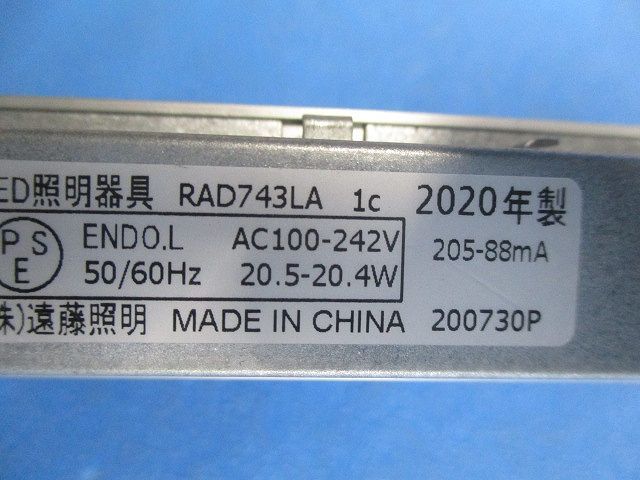 ED照明器具 RAD743LA 1c 2020年製
PSE ENDO.L AC100-242V 205-88mA
50/60Hz 20.5-20.4W
株)遠藤照明 MADE IN CHINA 200730P